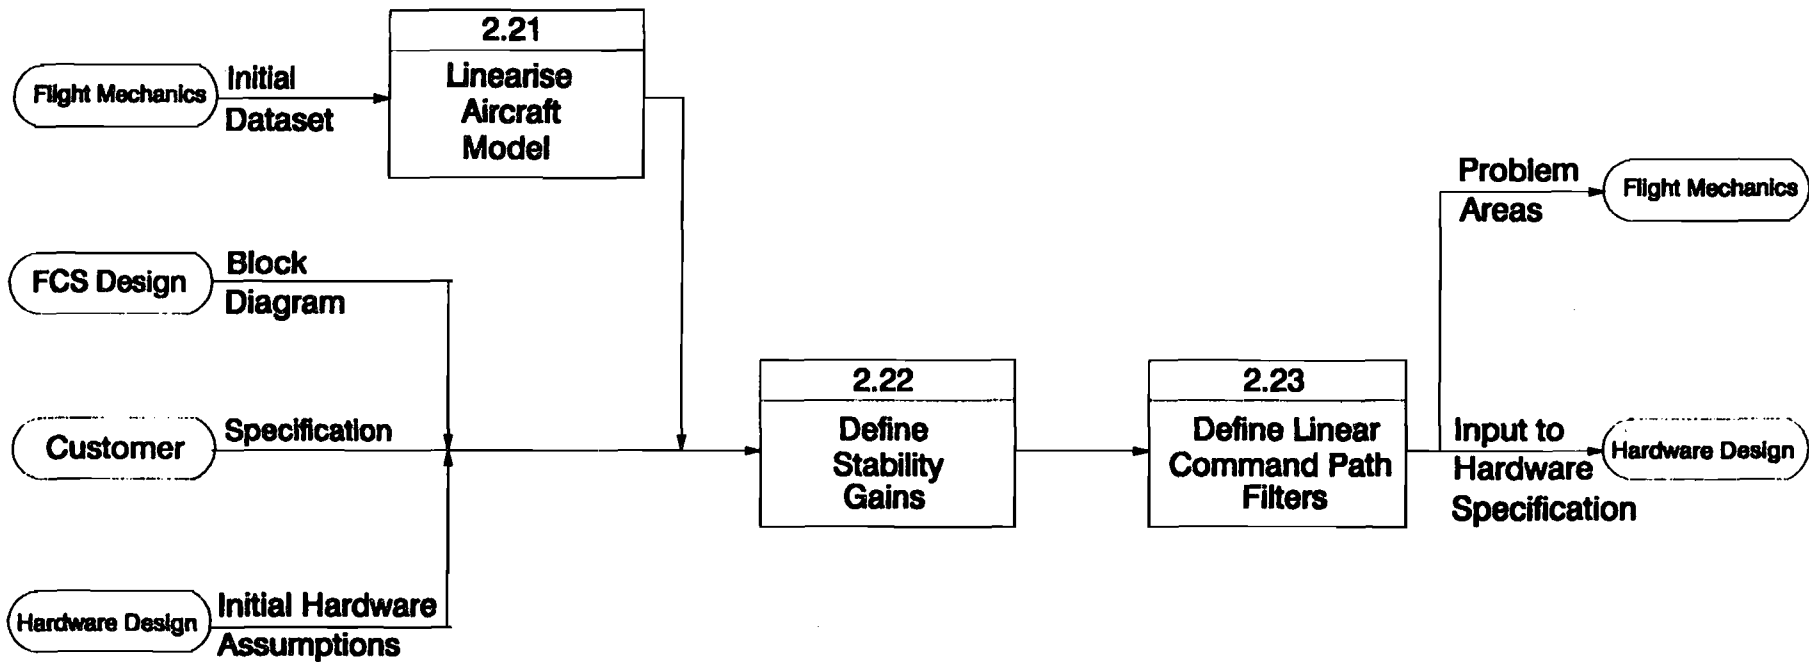 2.21
Linearise
Aircraft
Model
Flight Mechanics
Initial
Dataset
Problem
Areas
Flight Mechanics
FCS Design
Block
Diagram
2.22
Define
Stability
Gains
2.23
Define Linear
Command Path
Filters
Customer
Specification
Input to
Hardware
Specification
Hardware Design
Hardware Design
Initial Hardware
Assumptions